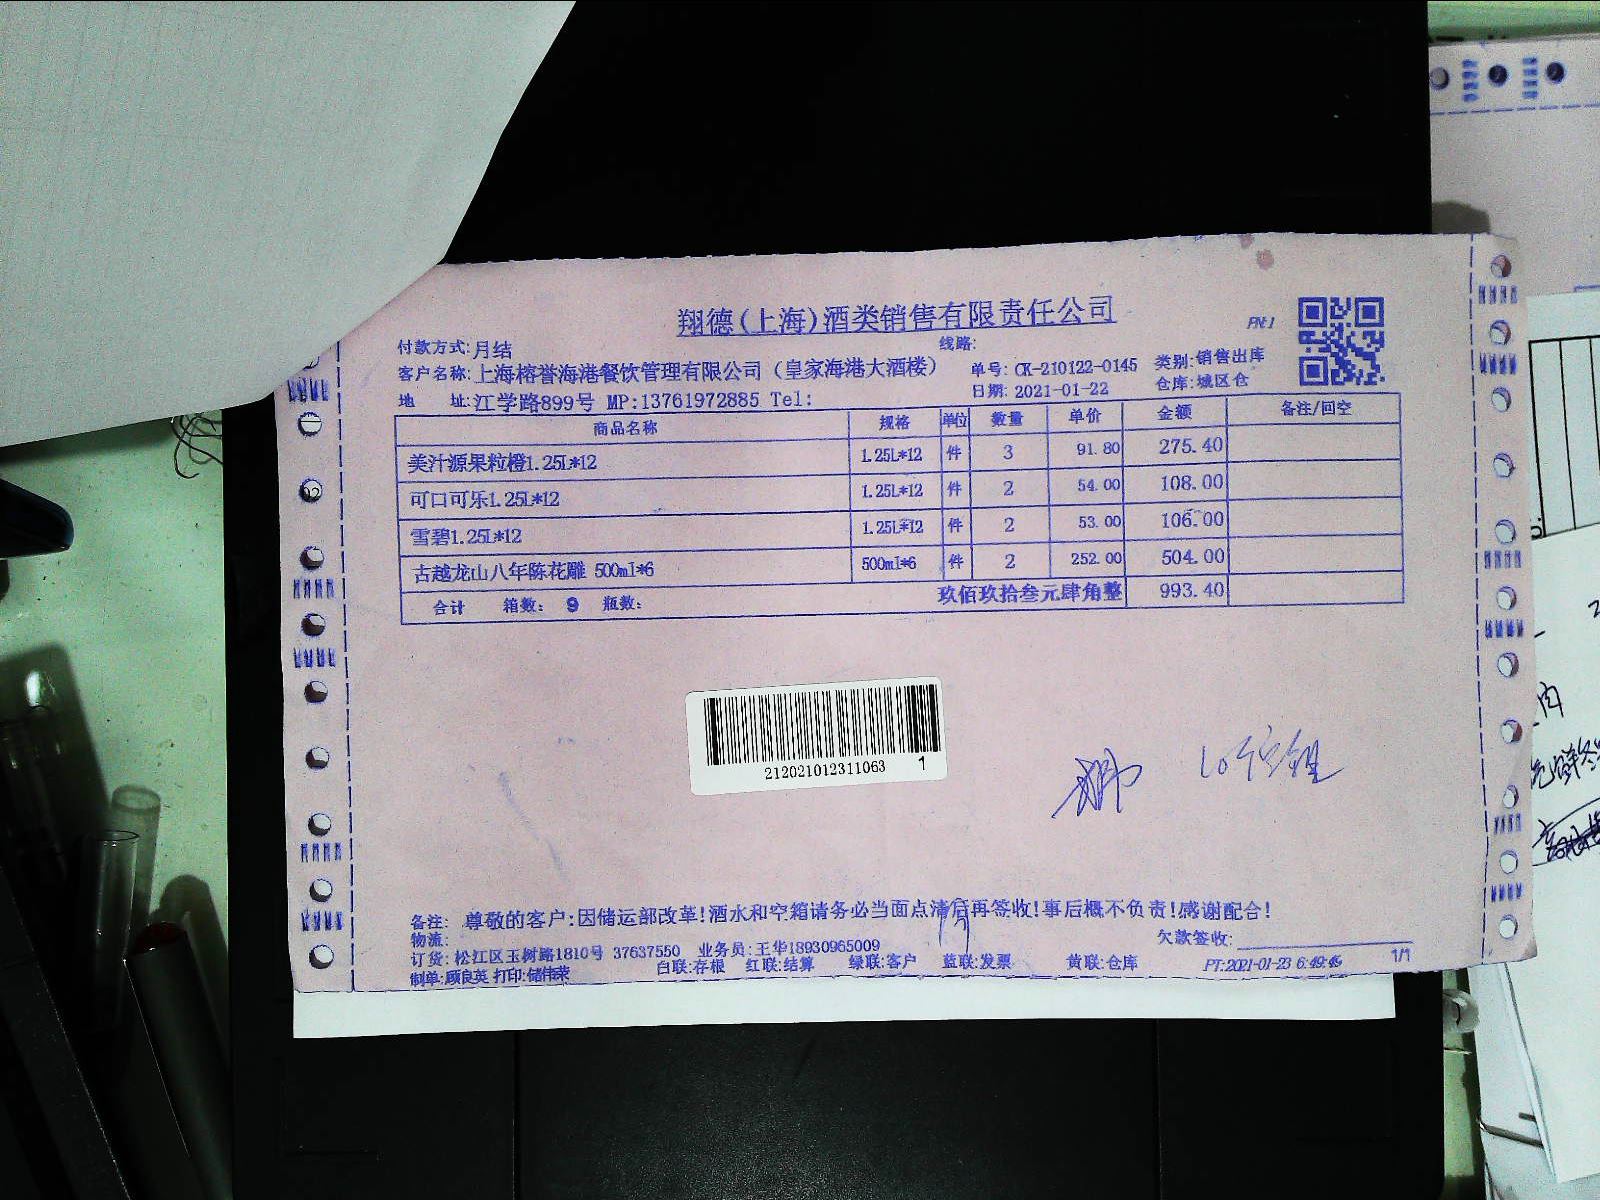 翔德(上海)酒类销售有限责任公司
PN:1
付款方式:月结 线路:
客户名称:上海榕誉海港餐饮管理有限公司（皇家海港大酒楼） 单号: CK-210122-0145 类别:销售出库
地 址:江学路899号 MP:13761972885 Tel: 日期: 2021-01-22 仓库:城区仓
商品名称 规格 单位 数量 单价 金额 备注/回空
美汁源果粒橙1.25L*12 1.25L*12 件 3 91.80 275.40
可口可乐1.25L*12 1.25L*12 件 2 54.00 108.00
雪碧1.25L*12 1.25L*12 件 2 53.00 106.00
古越龙山八年陈花雕 500ml*6 500ml*6 件 2 252.00 504.00
合计 箱数: 9 瓶数: 玖佰玖拾叁元肆角整 993.40
212021012311063 1
备注: 尊敬的客户:因储运部改革!酒水和空箱请务必当面点清后再签收!事后概不负责!感谢配合!
物流: 欠款签收:
订货: 松江区玉树路1810号 37637550 业务员:王华18930965009
制单:顾良英 打印:储伟荣 白联:存根 红联:结算 绿联:客户 蓝联:发票 黄联:仓库 PT:2021-01-23 6:49:49 1/1